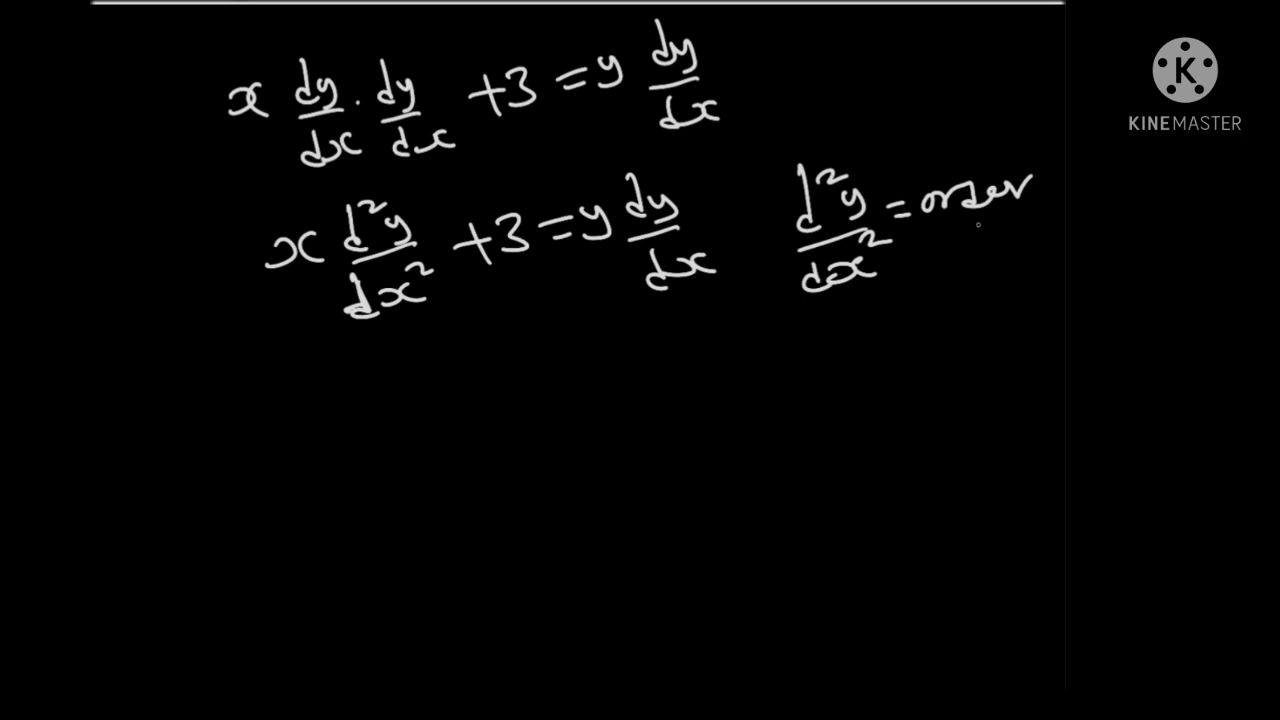 x dy/dx . dy/dx + 3 = y dy/dx
x d²y/dx² + 3 = y dy/dx    d²y/dx² = order
K
KINEMASTER